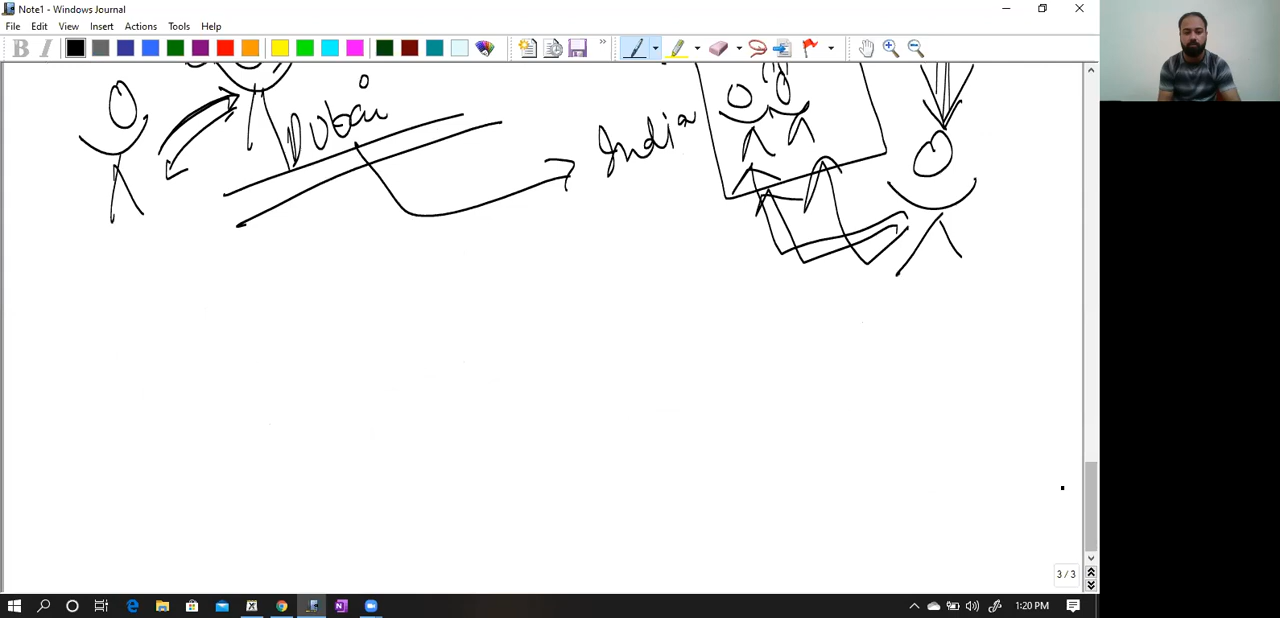 Note1 - Windows Journal
File Edit View Insert Actions Tools Help
B I
Dubai
India
3 / 3
1:20 PM